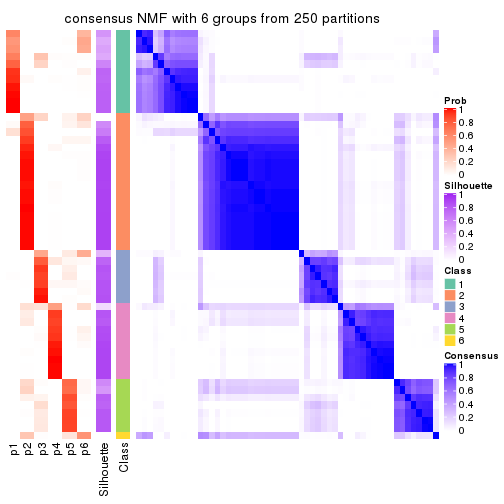 consensus NMF with 6 groups from 250 partitions
Prob
1
0.8
0.6
0.4
0.2
0
Silhouette
1
0.8
0.6
0.4
0.2
0
Class
1
2
3
4
5
6
Consensus
1
0.8
0.6
0.4
0.2
0
p1
p2
p3
p4
p5
p6
Silhouette
Class